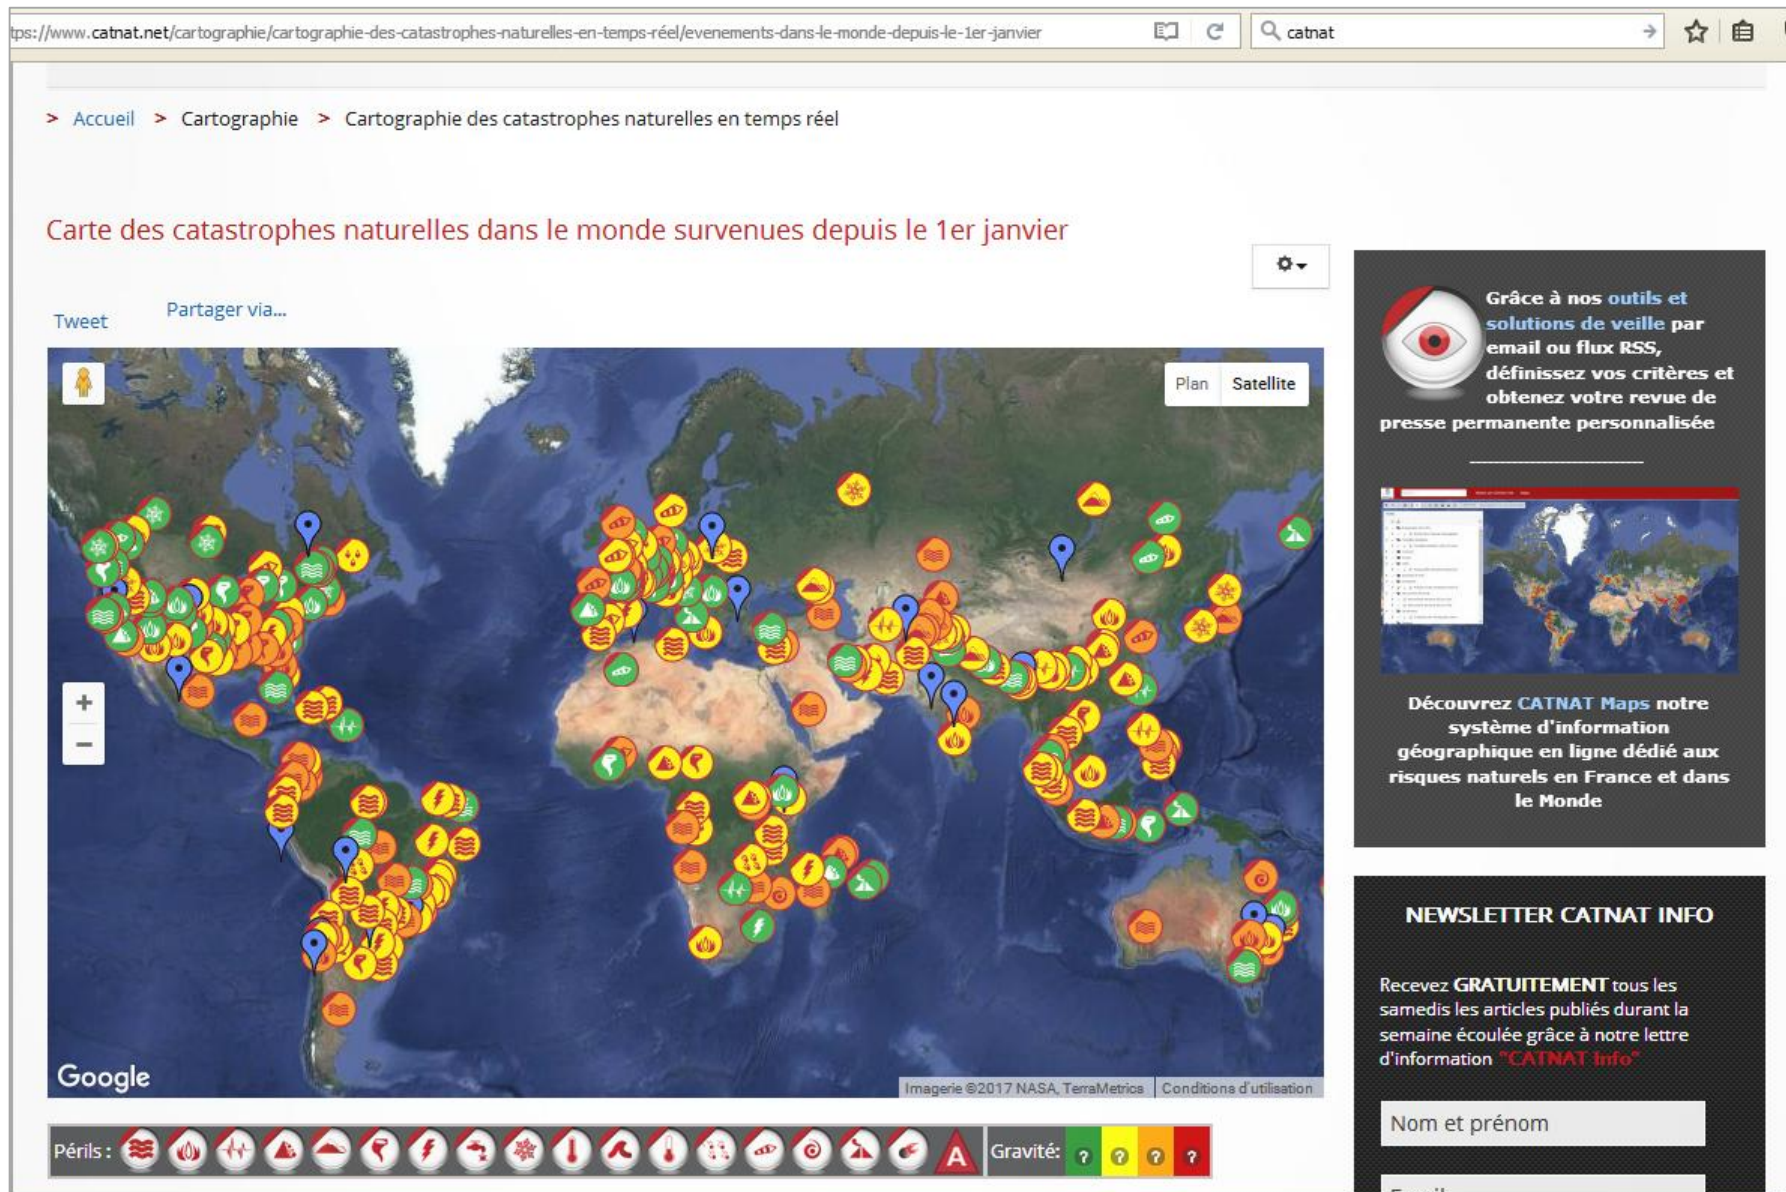 tps://www.catnat.net/cartographie/cartographie-des-catastrophes-naturelles-en-temps-réel/evenements-dans-le-monde-depuis-le-1er-janvier
catnat
> Accueil > Cartographie > Cartographie des catastrophes naturelles en temps réel
Carte des catastrophes naturelles dans le monde survenues depuis le 1er janvier
Tweet
Partager via...
Plan Satellite
Google
Imagerie ©2017 NASA, TerraMetrics
Conditions d'utilisation
Périls :
A
Gravité: ? ? ? ?
Grâce à nos outils et
solutions de veille par
email ou flux RSS,
définissez vos critères et
obtenez votre revue de
presse permanente personnalisée
Découvrez CATNAT Maps notre
système d'information
géographique en ligne dédié aux
risques naturels en France et dans
le Monde
NEWSLETTER CATNAT INFO
Recevez GRATUITEMENT tous les
samedis les articles publiés durant la
semaine écoulée grâce à notre lettre
d'information "CATNAT Info"
Nom et prénom